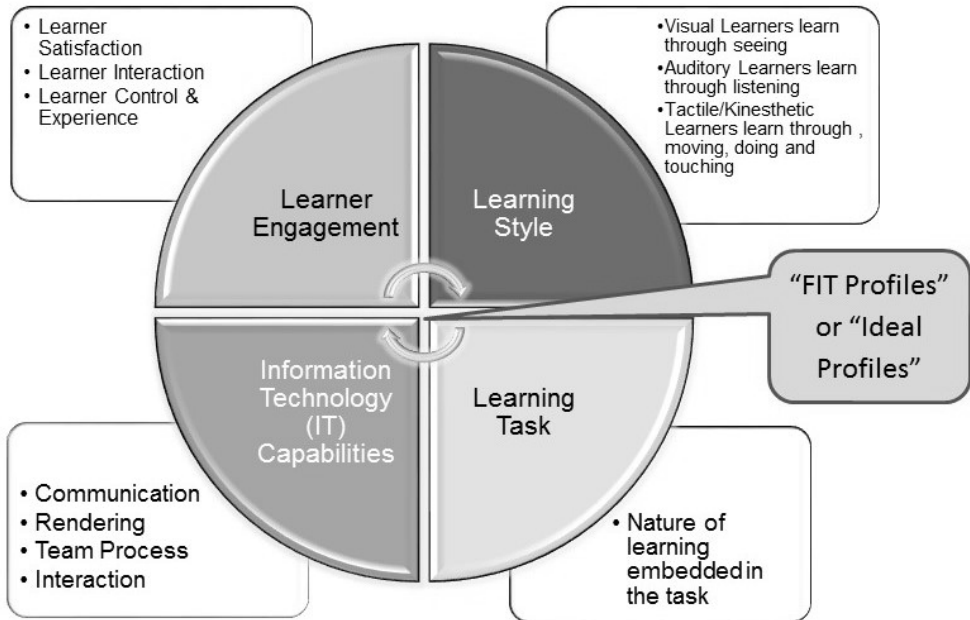 • Learner
Satisfaction
• Learner Interaction
• Learner Control &
Experience
•Visual Learners learn
through seeing
•Auditory Learners learn
through listening
•Tactile/Kinesthetic
Learners learn through ,
moving, doing and
touching
Learner
Engagement
Learning
Style
“FIT Profiles”
or “Ideal
Profiles”
Information
Technology
(IT)
Capabilities
Learning
Task
• Communication
• Rendering
• Team Process
• Interaction
• Nature of
learning
embedded in
the task